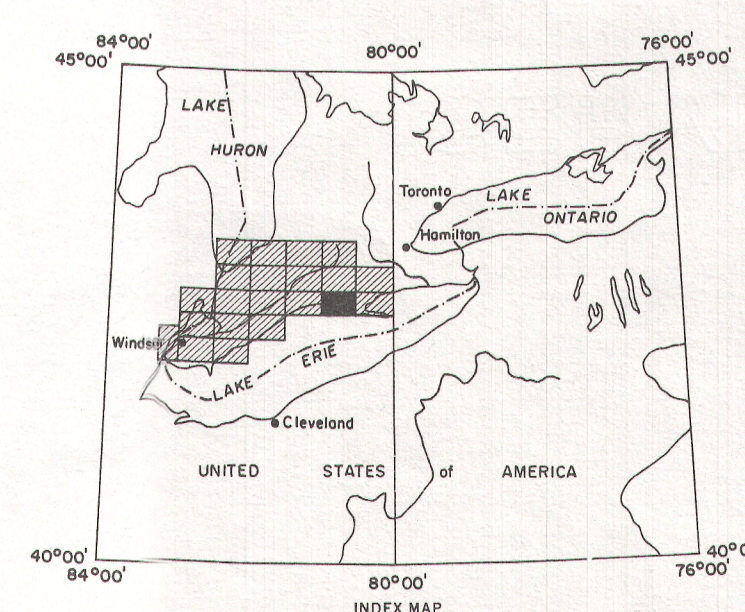 84°00' 80°00' 76°00'
45°00' 45°00'
LAKE
HURON
Toronto LAKE
ONTARIO
Hamilton
Windsor
ERIE
LAKE
Cleveland
UNITED STATES of AMERICA
40°00' 40°0
84°00' 80°00' 76°00'
INDEX MAP